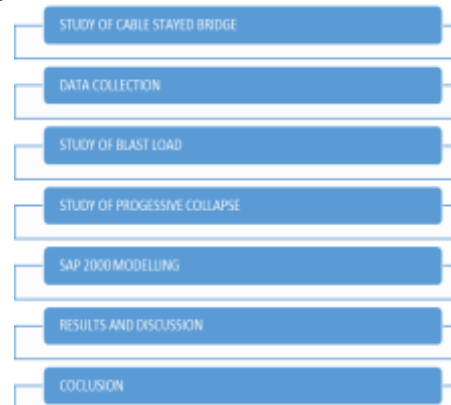 STUDY OF CABLE STAYED BRIDGE
DATA COLLECTION
STUDY OF BLAST LOAD
STUDY OF PROGESSIVE COLLAPSE
SAP 2000 MODELLING
RESULTS AND DISCUSSION
COCLUSION